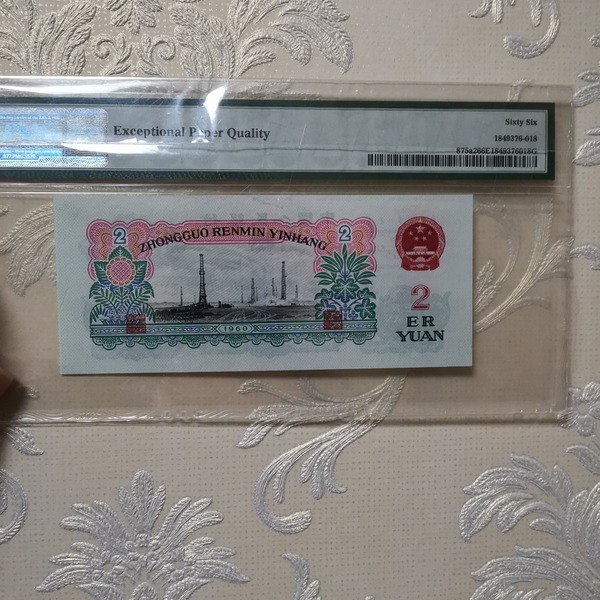 Exceptional Paper Quality
Sixty Six
1849376-018
875a266E1849376018G
2
ZHONGGUO RENMIN YINHANG
2
1960
2
ER
YUAN